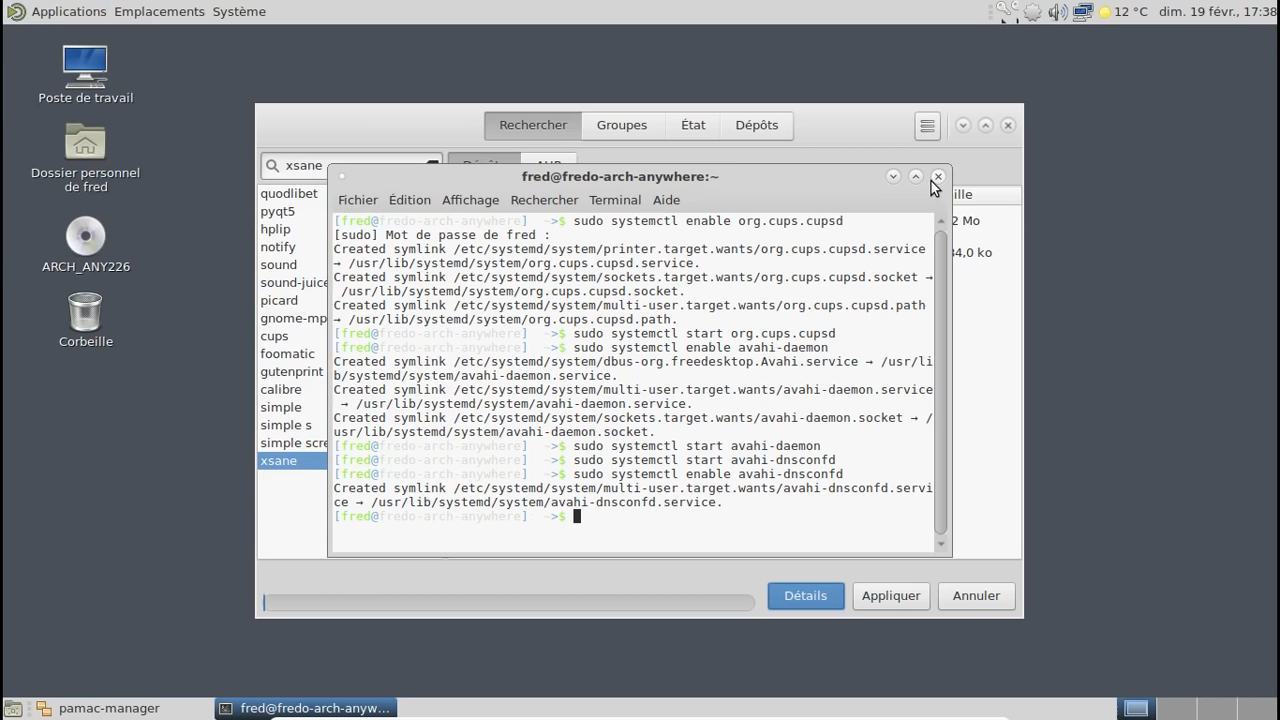 Applications Emplacements Système
12 °C dim. 19 févr., 17:38
Poste de travail
Dossier personnel
de fred
ARCH_ANY226
Corbeille
Rechercher Groupes État Dépôts
xsane
quodlibet
pyqt5
hplip
notify
sound
sound-juice
picard
gnome-mp
cups
foomatic
gutenprint
calibre
simple
simple s
simple scre
xsane
ille
2 Mo
34,0 ko
fred@fredo-arch-anywhere:~
Fichier Édition Affichage Rechercher Terminal Aide
[fred@fredo-arch-anywhere] ~>$ sudo systemctl enable org.cups.cupsd
[sudo] Mot de passe de fred :
Created symlink /etc/systemd/system/printer.target.wants/org.cups.cupsd.service
→ /usr/lib/systemd/system/org.cups.cupsd.service.
Created symlink /etc/systemd/system/sockets.target.wants/org.cups.cupsd.socket →
/usr/lib/systemd/system/org.cups.cupsd.socket.
Created symlink /etc/systemd/system/multi-user.target.wants/org.cups.cupsd.path
→ /usr/lib/systemd/system/org.cups.cupsd.path.
[fred@fredo-arch-anywhere] ~>$ sudo systemctl start org.cups.cupsd
[fred@fredo-arch-anywhere] ~>$ sudo systemctl enable avahi-daemon
Created symlink /etc/systemd/system/dbus-org.freedesktop.Avahi.service → /usr/li
b/systemd/system/avahi-daemon.service.
Created symlink /etc/systemd/system/multi-user.target.wants/avahi-daemon.service
→ /usr/lib/systemd/system/avahi-daemon.service.
Created symlink /etc/systemd/system/sockets.target.wants/avahi-daemon.socket → /
usr/lib/systemd/system/avahi-daemon.socket.
[fred@fredo-arch-anywhere] ~>$ sudo systemctl start avahi-daemon
[fred@fredo-arch-anywhere] ~>$ sudo systemctl start avahi-dnsconfd
[fred@fredo-arch-anywhere] ~>$ sudo systemctl enable avahi-dnsconfd
Created symlink /etc/systemd/system/multi-user.target.wants/avahi-dnsconfd.servi
ce → /usr/lib/systemd/system/avahi-dnsconfd.service.
[fred@fredo-arch-anywhere] ~>$
Détails Appliquer Annuler
pamac-manager
fred@fredo-arch-anyw...